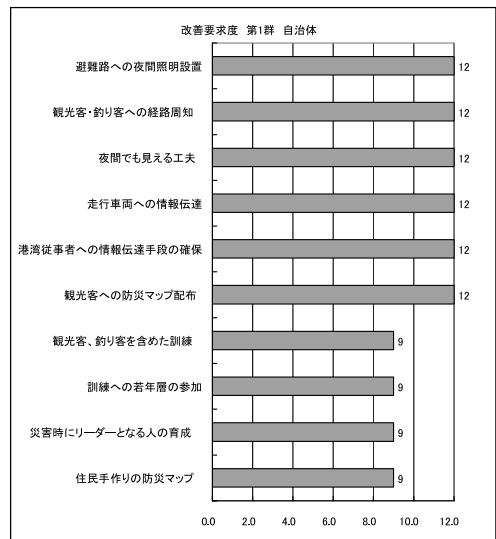 改善要求度 第1群 自治体
避難路への夜間照明設置 12
観光客・釣り客への経路周知 12
夜間でも見える工夫 12
走行車両への情報伝達 12
港湾従事者への情報伝達手段の確保 12
観光客への防災マップ配布 12
観光客、釣り客を含めた訓練 9
訓練への若年層の参加 9
災害時にリーダーとなる人の育成 9
住民手作りの防災マップ 9
0.0 2.0 4.0 6.0 8.0 10.0 12.0